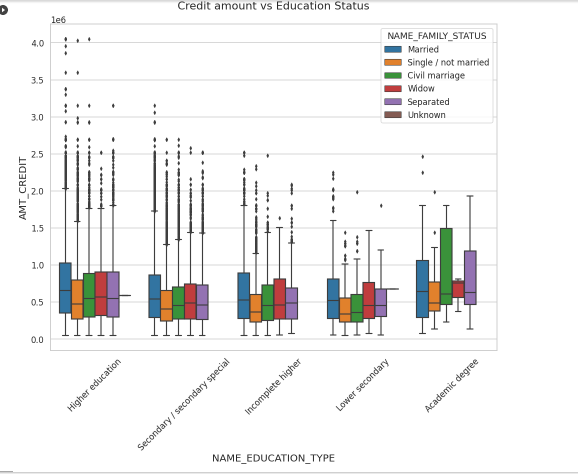 Credit amount vs Education Status
1e6
NAME_FAMILY_STATUS
Married
Single / not married
Civil marriage
Widow
Separated
Unknown
4.0
3.5
3.0
2.5
2.0
1.5
1.0
0.5
0.0
AMT_CREDIT
Higher education
Secondary / secondary special
Incomplete higher
Lower secondary
Academic degree
NAME_EDUCATION_TYPE